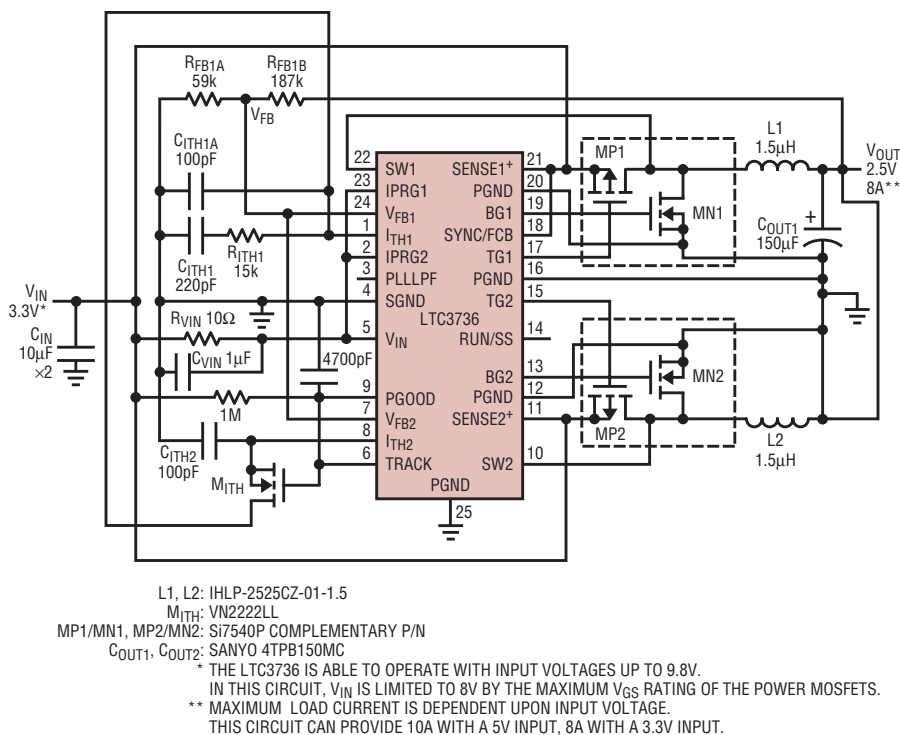 RFB1A
59k
RFB1B
187k
VFB
CITH1A
100pF
CITH1
220pF
RITH1
15k
VIN
3.3V*
CIN
10µF
×2
RVIN 10Ω
CVIN 1µF
1M
4700pF
CITH2
100pF
MITH
22 SW1
23 IPRG1
24 VFB1
1 ITH1
2 IPRG2
3 PLLLPF
4 SGND
5 VIN
9 PGOOD
7 VFB2
8 ITH2
6 TRACK
LTC3736
SENSE1+ 21
PGND 20
BG1 19
SYNC/FCB 18
TG1 17
PGND 16
TG2 15
RUN/SS 14
BG2 13
PGND 12
SENSE2+ 11
SW2 10
PGND
25
MP1
MN1
L1
1.5µH
VOUT
2.5V
8A**
COUT1
150µF
+
MN2
MP2
L2
1.5µH
L1, L2: IHLP-2525CZ-01-1.5
MITH: VN2222LL
MP1/MN1, MP2/MN2: Si7540P COMPLEMENTARY P/N
COUT1, COUT2: SANYO 4TPB150MC
* THE LTC3736 IS ABLE TO OPERATE WITH INPUT VOLTAGES UP TO 9.8V.
IN THIS CIRCUIT, VIN IS LIMITED TO 8V BY THE MAXIMUM VGS RATING OF THE POWER MOSFETS.
** MAXIMUM LOAD CURRENT IS DEPENDENT UPON INPUT VOLTAGE.
THIS CIRCUIT CAN PROVIDE 10A WITH A 5V INPUT, 8A WITH A 3.3V INPUT.